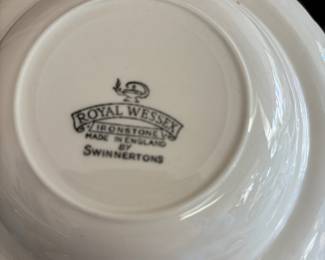 ROYAL WESSEX
IRONSTONE
MADE IN ENGLAND
BY
SWINNERTONS